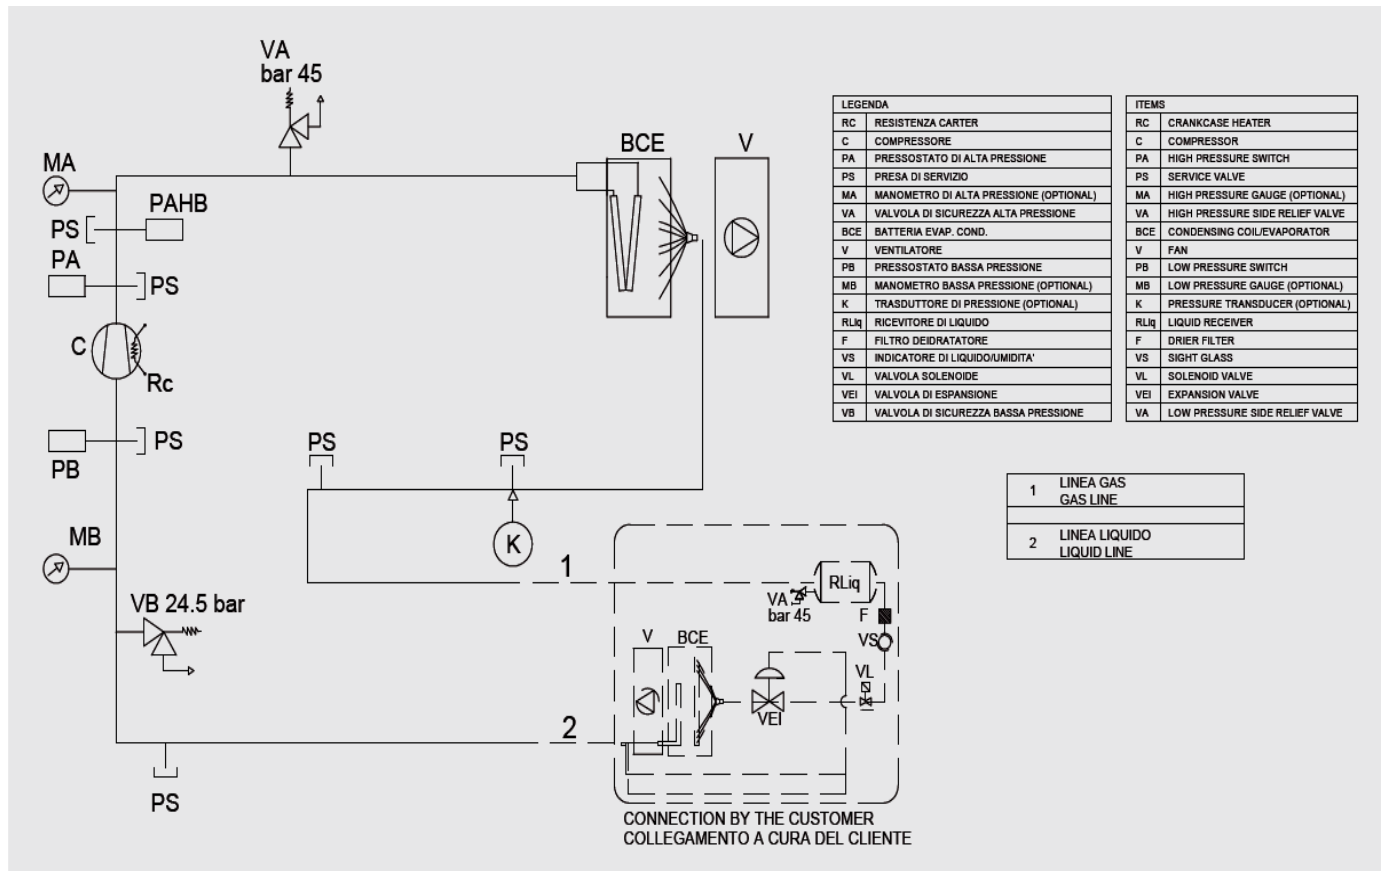 VA
bar 45
MA
PAHB
PS
PA
PS
C
Rc
PS
PB
MB
VB 24.5 bar
PS
BCE
V
PS
PS
K
1
2
RLiq
VA
bar 45
F
VS
VL
V
BCE
VEI
CONNECTION BY THE CUSTOMER
COLLEGAMENTO A CURA DEL CLIENTE
LEGENDA
RC RESISTENZA CARTER
C COMPRESSORE
PA PRESSOSTATO DI ALTA PRESSIONE
PS PRESA DI SERVIZIO
MA MANOMETRO DI ALTA PRESSIONE (OPTIONAL)
VA VALVOLA DI SICUREZZA ALTA PRESSIONE
BCE BATTERIA EVAP. COND.
V VENTILATORE
PB PRESSOSTATO BASSA PRESSIONE
MB MANOMETRO BASSA PRESSIONE (OPTIONAL)
K TRASDUTTORE DI PRESSIONE (OPTIONAL)
RLiq RICEVITORE DI LIQUIDO
F FILTRO DEIDRATATORE
VS INDICATORE DI LIQUIDO/UMIDITA'
VL VALVOLA SOLENOIDE
VEI VALVOLA DI ESPANSIONE
VB VALVOLA DI SICUREZZA BASSA PRESSIONE
ITEMS
RC CRANKCASE HEATER
C COMPRESSOR
PA HIGH PRESSURE SWITCH
PS SERVICE VALVE
MA HIGH PRESSURE GAUGE (OPTIONAL)
VA HIGH PRESSURE SIDE RELIEF VALVE
BCE CONDENSING COIL/EVAPORATOR
V FAN
PB LOW PRESSURE SWITCH
MB LOW PRESSURE GAUGE (OPTIONAL)
K PRESSURE TRANSDUCER (OPTIONAL)
RLiq LIQUID RECEIVER
F DRIER FILTER
VS SIGHT GLASS
VL SOLENOID VALVE
VEI EXPANSION VALVE
VA LOW PRESSURE SIDE RELIEF VALVE
1 LINEA GAS
GAS LINE
2 LINEA LIQUIDO
LIQUID LINE